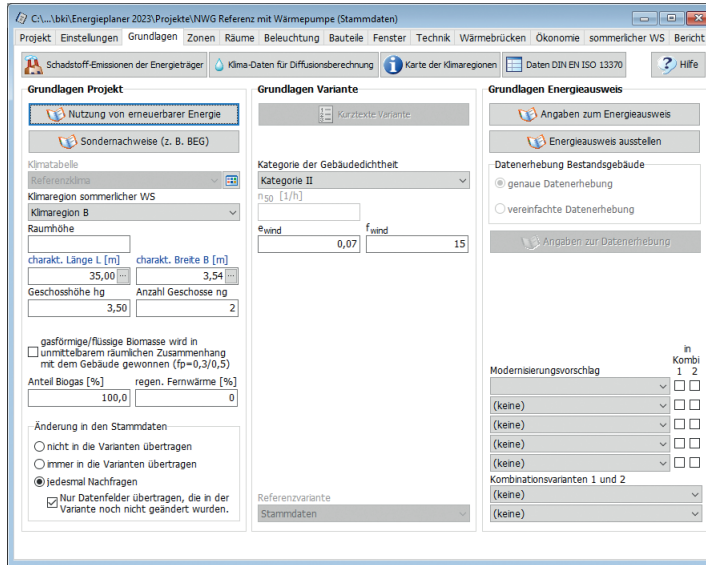 C:\...\bki\Energieplaner 2023\Projekte\NWG Referenz mit Wärmepumpe (Stammdaten)
Projekt Einstellungen Grundlagen Zonen Räume Beleuchtung Bauteile Fenster Technik Wärmebrücken Ökonomie sommerlicher WS Bericht
Schadstoff-Emissionen der Energieträger Klima-Daten für Diffusionsberechnung Karte der Klimaregionen Daten DIN EN ISO 13370 Hilfe
Grundlagen Projekt
Nutzung von erneuerbarer Energie
Sondernachweise (z. B. BEG)
Klimatabelle
Referenzklima
Klimaregion sommerlicher WS
Klimaregion B
Raumhöhe
charakt. Länge L [m] charakt. Breite B [m]
35,00 ... 3,54 ...
Geschosshöhe hg Anzahl Geschosse ng
3,50 2
gasförmige/flüssige Biomasse wird in
unmittelbarem räumlichen Zusammenhang
mit dem Gebäude gewonnen (fp=0,3/0,5)
Anteil Biogas [%] regen. Fernwärme [%]
100,0 0
Änderung in den Stammdaten
nicht in die Varianten übertragen
immer in die Varianten übertragen
jedesmal Nachfragen
Nur Datenfelder übertragen, die in der
Variante noch nicht geändert wurden.
Grundlagen Variante
Kurztexte Variante
Kategorie der Gebäudedichtheit
Kategorie II
n50 [1/h]
ewind fwind
0,07 15
Referenzvariante
Stammdaten
Grundlagen Energieausweis
Angaben zum Energieausweis
Energieausweis ausstellen
Datenerhebung Bestandsgebäude
genaue Datenerhebung
vereinfachte Datenerhebung
Angaben zur Datenerhebung
in
Kombi
Modernisierungsvorschlag 1 2
(keine)
(keine)
(keine)
(keine)
Kombinationsvarianten 1 und 2
(keine)
(keine)